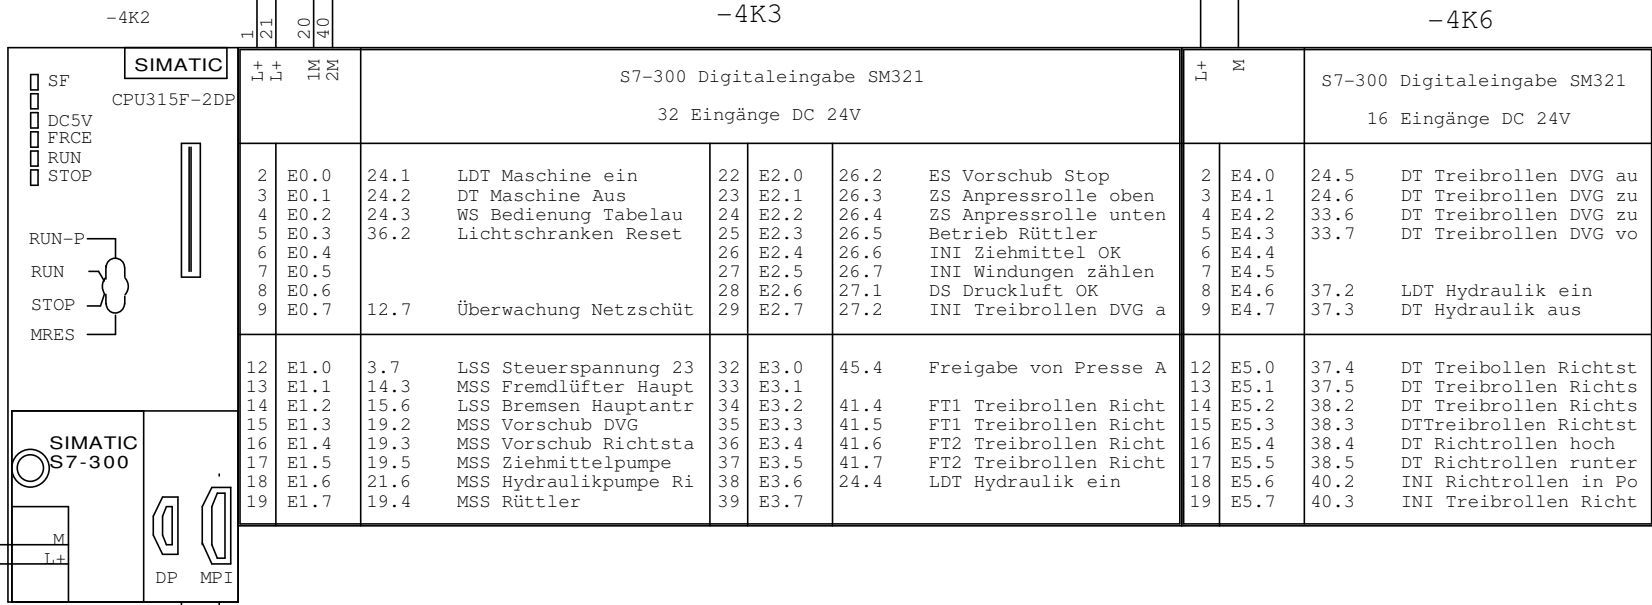 -4K2
-4K3
-4K6
1
21
20
40
SIMATIC
CPU315F-2DP
SF
DC5V
FRCE
RUN
STOP
RUN-P
RUN
STOP
MRES
SIMATIC
S7-300
M
L+
DP MPI
L+
L+
1M
2M
S7-300 Digitaleingabe SM321
32 Eingänge DC 24V
2 E0.0 24.1 LDT Maschine ein
3 E0.1 24.2 DT Maschine Aus
4 E0.2 24.3 WS Bedienung Tabelau
5 E0.3 36.2 Lichtschranken Reset
6 E0.4
7 E0.5
8 E0.6
9 E0.7 12.7 Überwachung Netzschüt
12 E1.0 3.7 LSS Steuerspannung 23
13 E1.1 14.3 MSS Fremdlüfter Haupt
14 E1.2 15.6 LSS Bremsen Hauptantr
15 E1.3 19.2 MSS Vorschub DVG
16 E1.4 19.3 MSS Vorschub Richtsta
17 E1.5 19.5 MSS Ziehmittelpumpe
18 E1.6 21.6 MSS Hydraulikpumpe Ri
19 E1.7 19.4 MSS Rüttler
22 E2.0 26.2 ES Vorschub Stop
23 E2.1 26.3 ZS Anpressrolle oben
24 E2.2 26.4 ZS Anpressrolle unten
25 E2.3 26.5 Betrieb Rüttler
26 E2.4 26.6 INI Ziehmittel OK
27 E2.5 26.7 INI Windungen zählen
28 E2.6 27.1 DS Druckluft OK
29 E2.7 27.2 INI Treibrollen DVG a
32 E3.0 45.4 Freigabe von Presse A
33 E3.1
34 E3.2 41.4 FT1 Treibrollen Richt
35 E3.3 41.5 FT1 Treibrollen Richt
36 E3.4 41.6 FT2 Treibrollen Richt
37 E3.5 41.7 FT2 Treibrollen Richt
38 E3.6 24.4 LDT Hydraulik ein
39 E3.7
L+
M
S7-300 Digitaleingabe SM321
16 Eingänge DC 24V
2 E4.0 24.5 DT Treibrollen DVG au
3 E4.1 24.6 DT Treibrollen DVG zu
4 E4.2 33.6 DT Treibrollen DVG zu
5 E4.3 33.7 DT Treibrollen DVG vo
6 E4.4
7 E4.5
8 E4.6 37.2 LDT Hydraulik ein
9 E4.7 37.3 DT Hydraulik aus
12 E5.0 37.4 DT Treibollen Richtst
13 E5.1 37.5 DT Treibrollen Richts
14 E5.2 38.2 DT Treibrollen Richts
15 E5.3 38.3 DTTreibrollen Richtst
16 E5.4 38.4 DT Richtrollen hoch
17 E5.5 38.5 DT Richtrollen runter
18 E5.6 40.2 INI Richtrollen in Po
19 E5.7 40.3 INI Treibrollen Richt